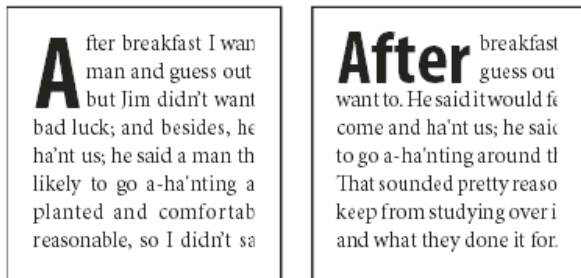 After breakfast I wan
man and guess out
but Jim didn't want
bad luck; and besides, he
ha'nt us; he said a man th
likely to go a-ha'nting a
planted and comfortab
reasonable, so I didn't sa
After breakfast
guess ou
want to. He said it would fe
come and ha'nt us; he said
to go a-ha'nting around th
That sounded pretty reaso
keep from studying over i
and what they done it for.